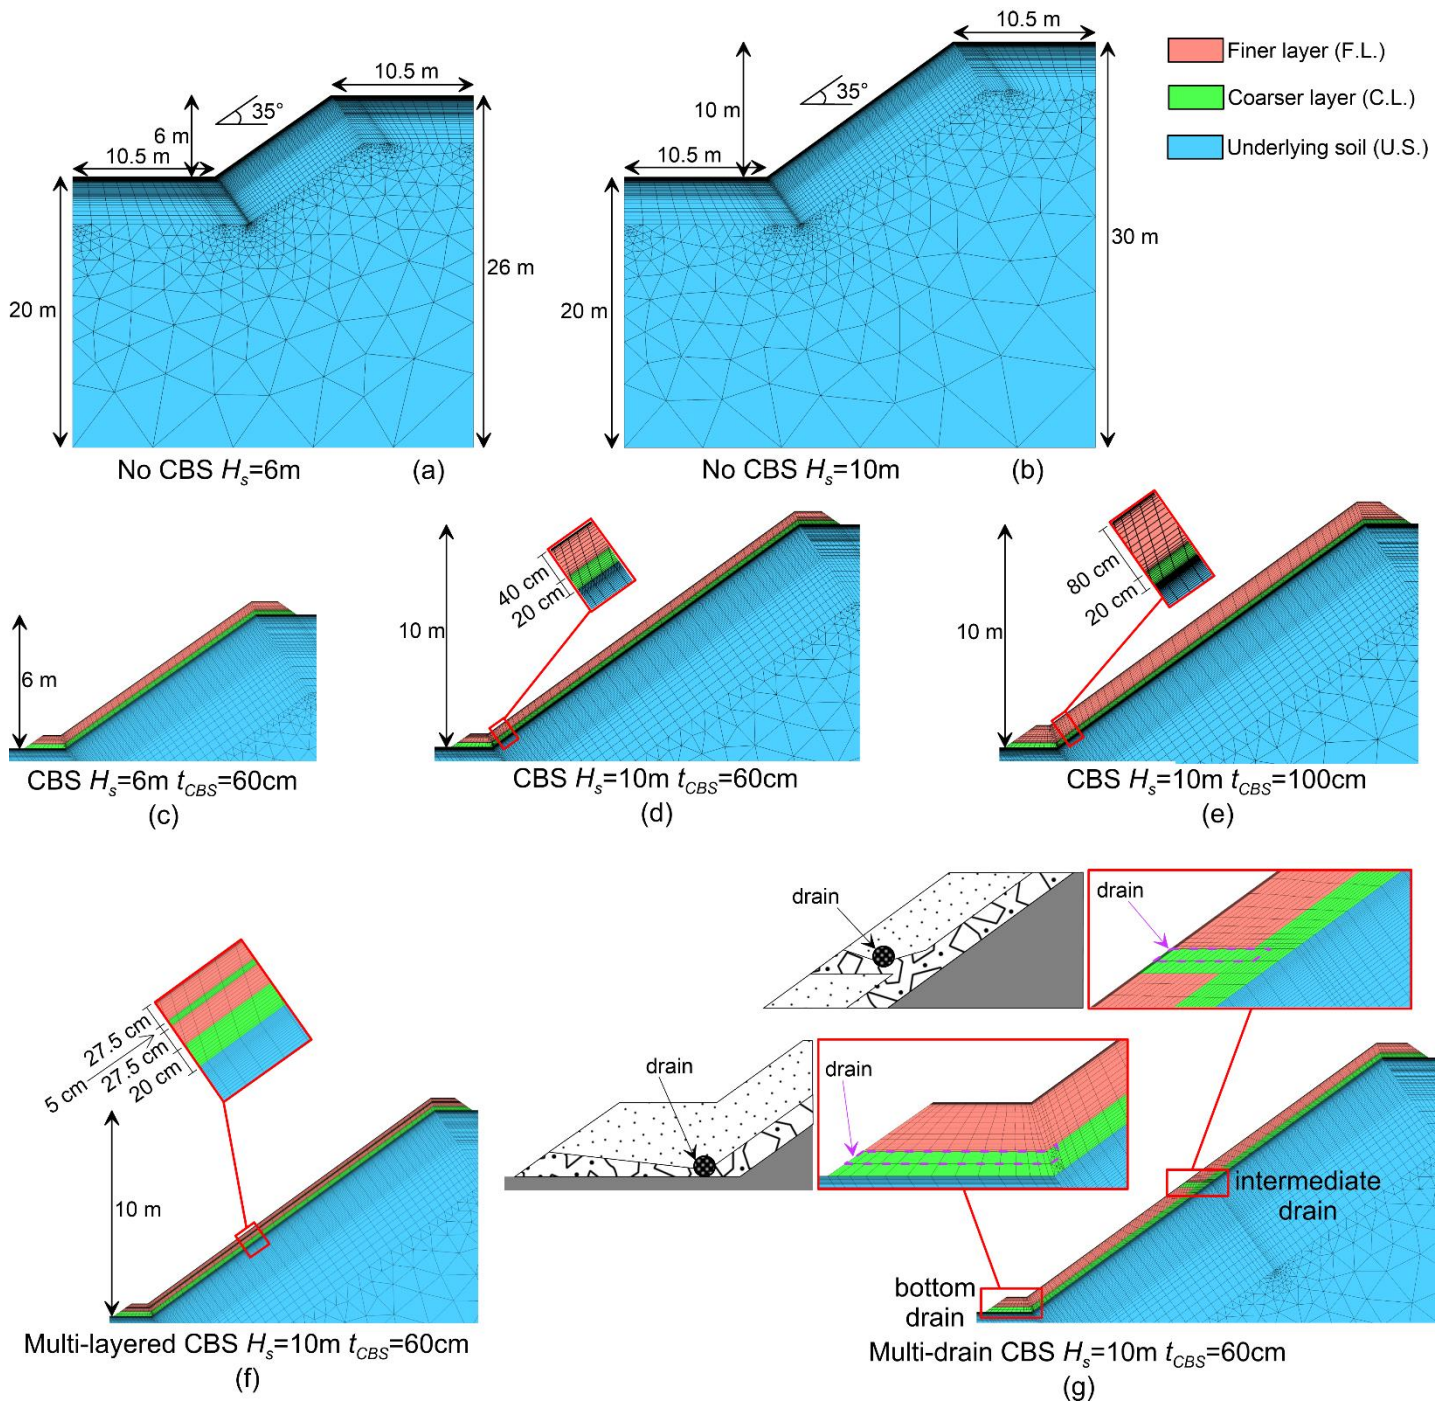 10.5 m
35°
6 m
10.5 m
20 m
26 m
No CBS Hs=6m
(a)
10.5 m
35°
10 m
10.5 m
20 m
30 m
No CBS Hs=10m
(b)
Finer layer (F.L.)
Coarser layer (C.L.)
Underlying soil (U.S.)
6 m
CBS Hs=6m tCBS=60cm
(c)
40 cm
20 cm
10 m
CBS Hs=10m tCBS=60cm
(d)
80 cm
20 cm
10 m
CBS Hs=10m tCBS=100cm
(e)
27.5 cm
5 cm
27.5 cm
20 cm
10 m
Multi-layered CBS Hs=10m tCBS=60cm
(f)
drain
drain
drain
drain
intermediate
drain
bottom
drain
Multi-drain CBS Hs=10m tCBS=60cm
(g)